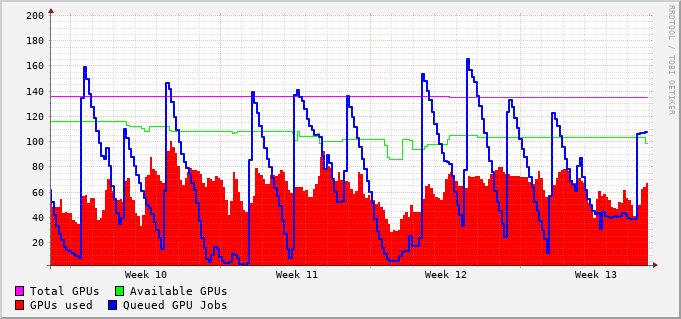 200
180
160
140
120
100
80
60
40
20
Week 10 Week 11 Week 12 Week 13
Total GPUs Available GPUs
GPUs used Queued GPU Jobs
RRDTOOL / TOBI OETIKER